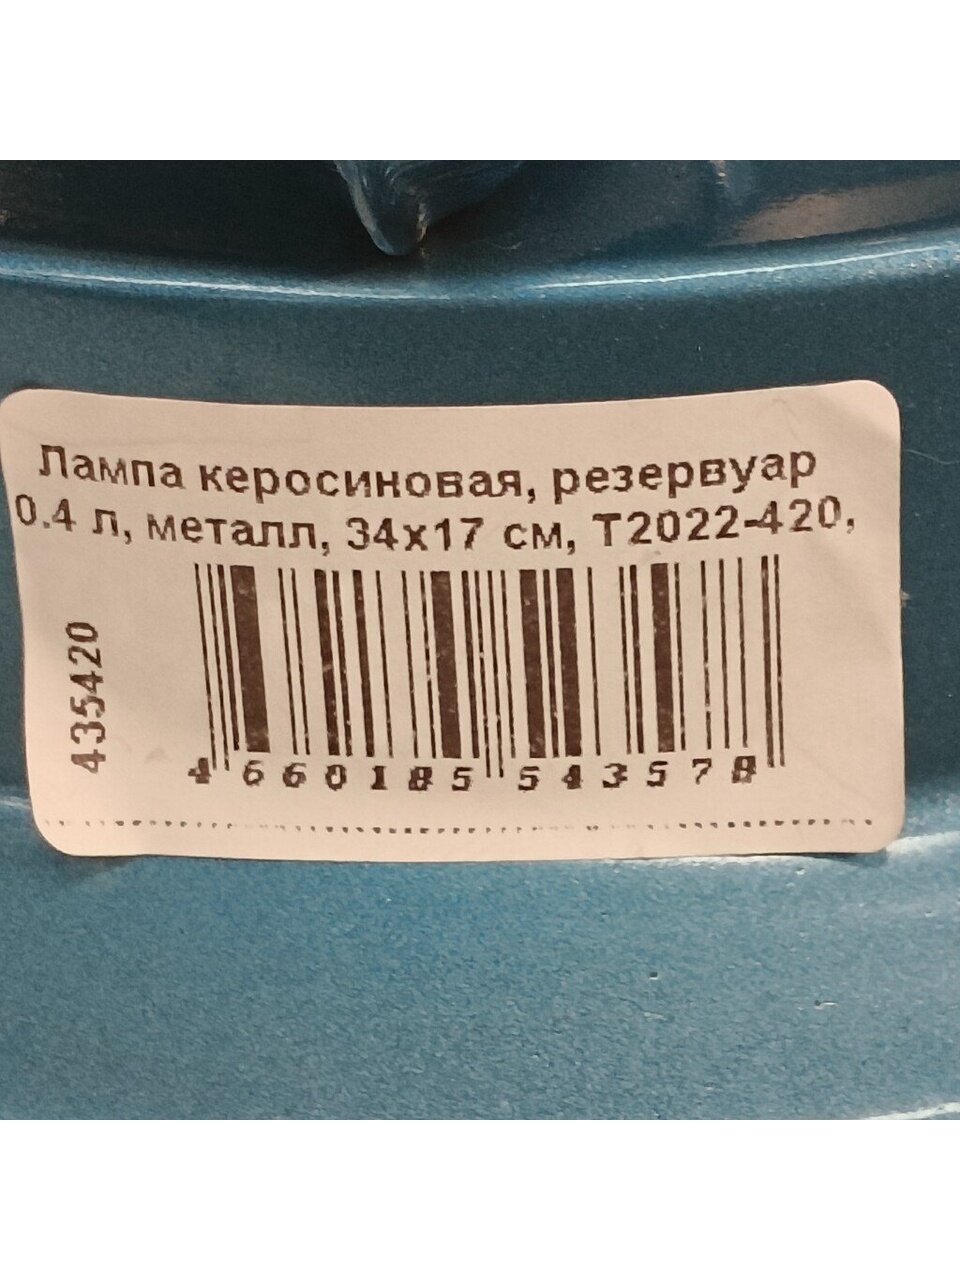 Лампа керосиновая, резервуар
0.4 л, металл, 34х17 см, Т2022-420,
435420
4 660185 543578